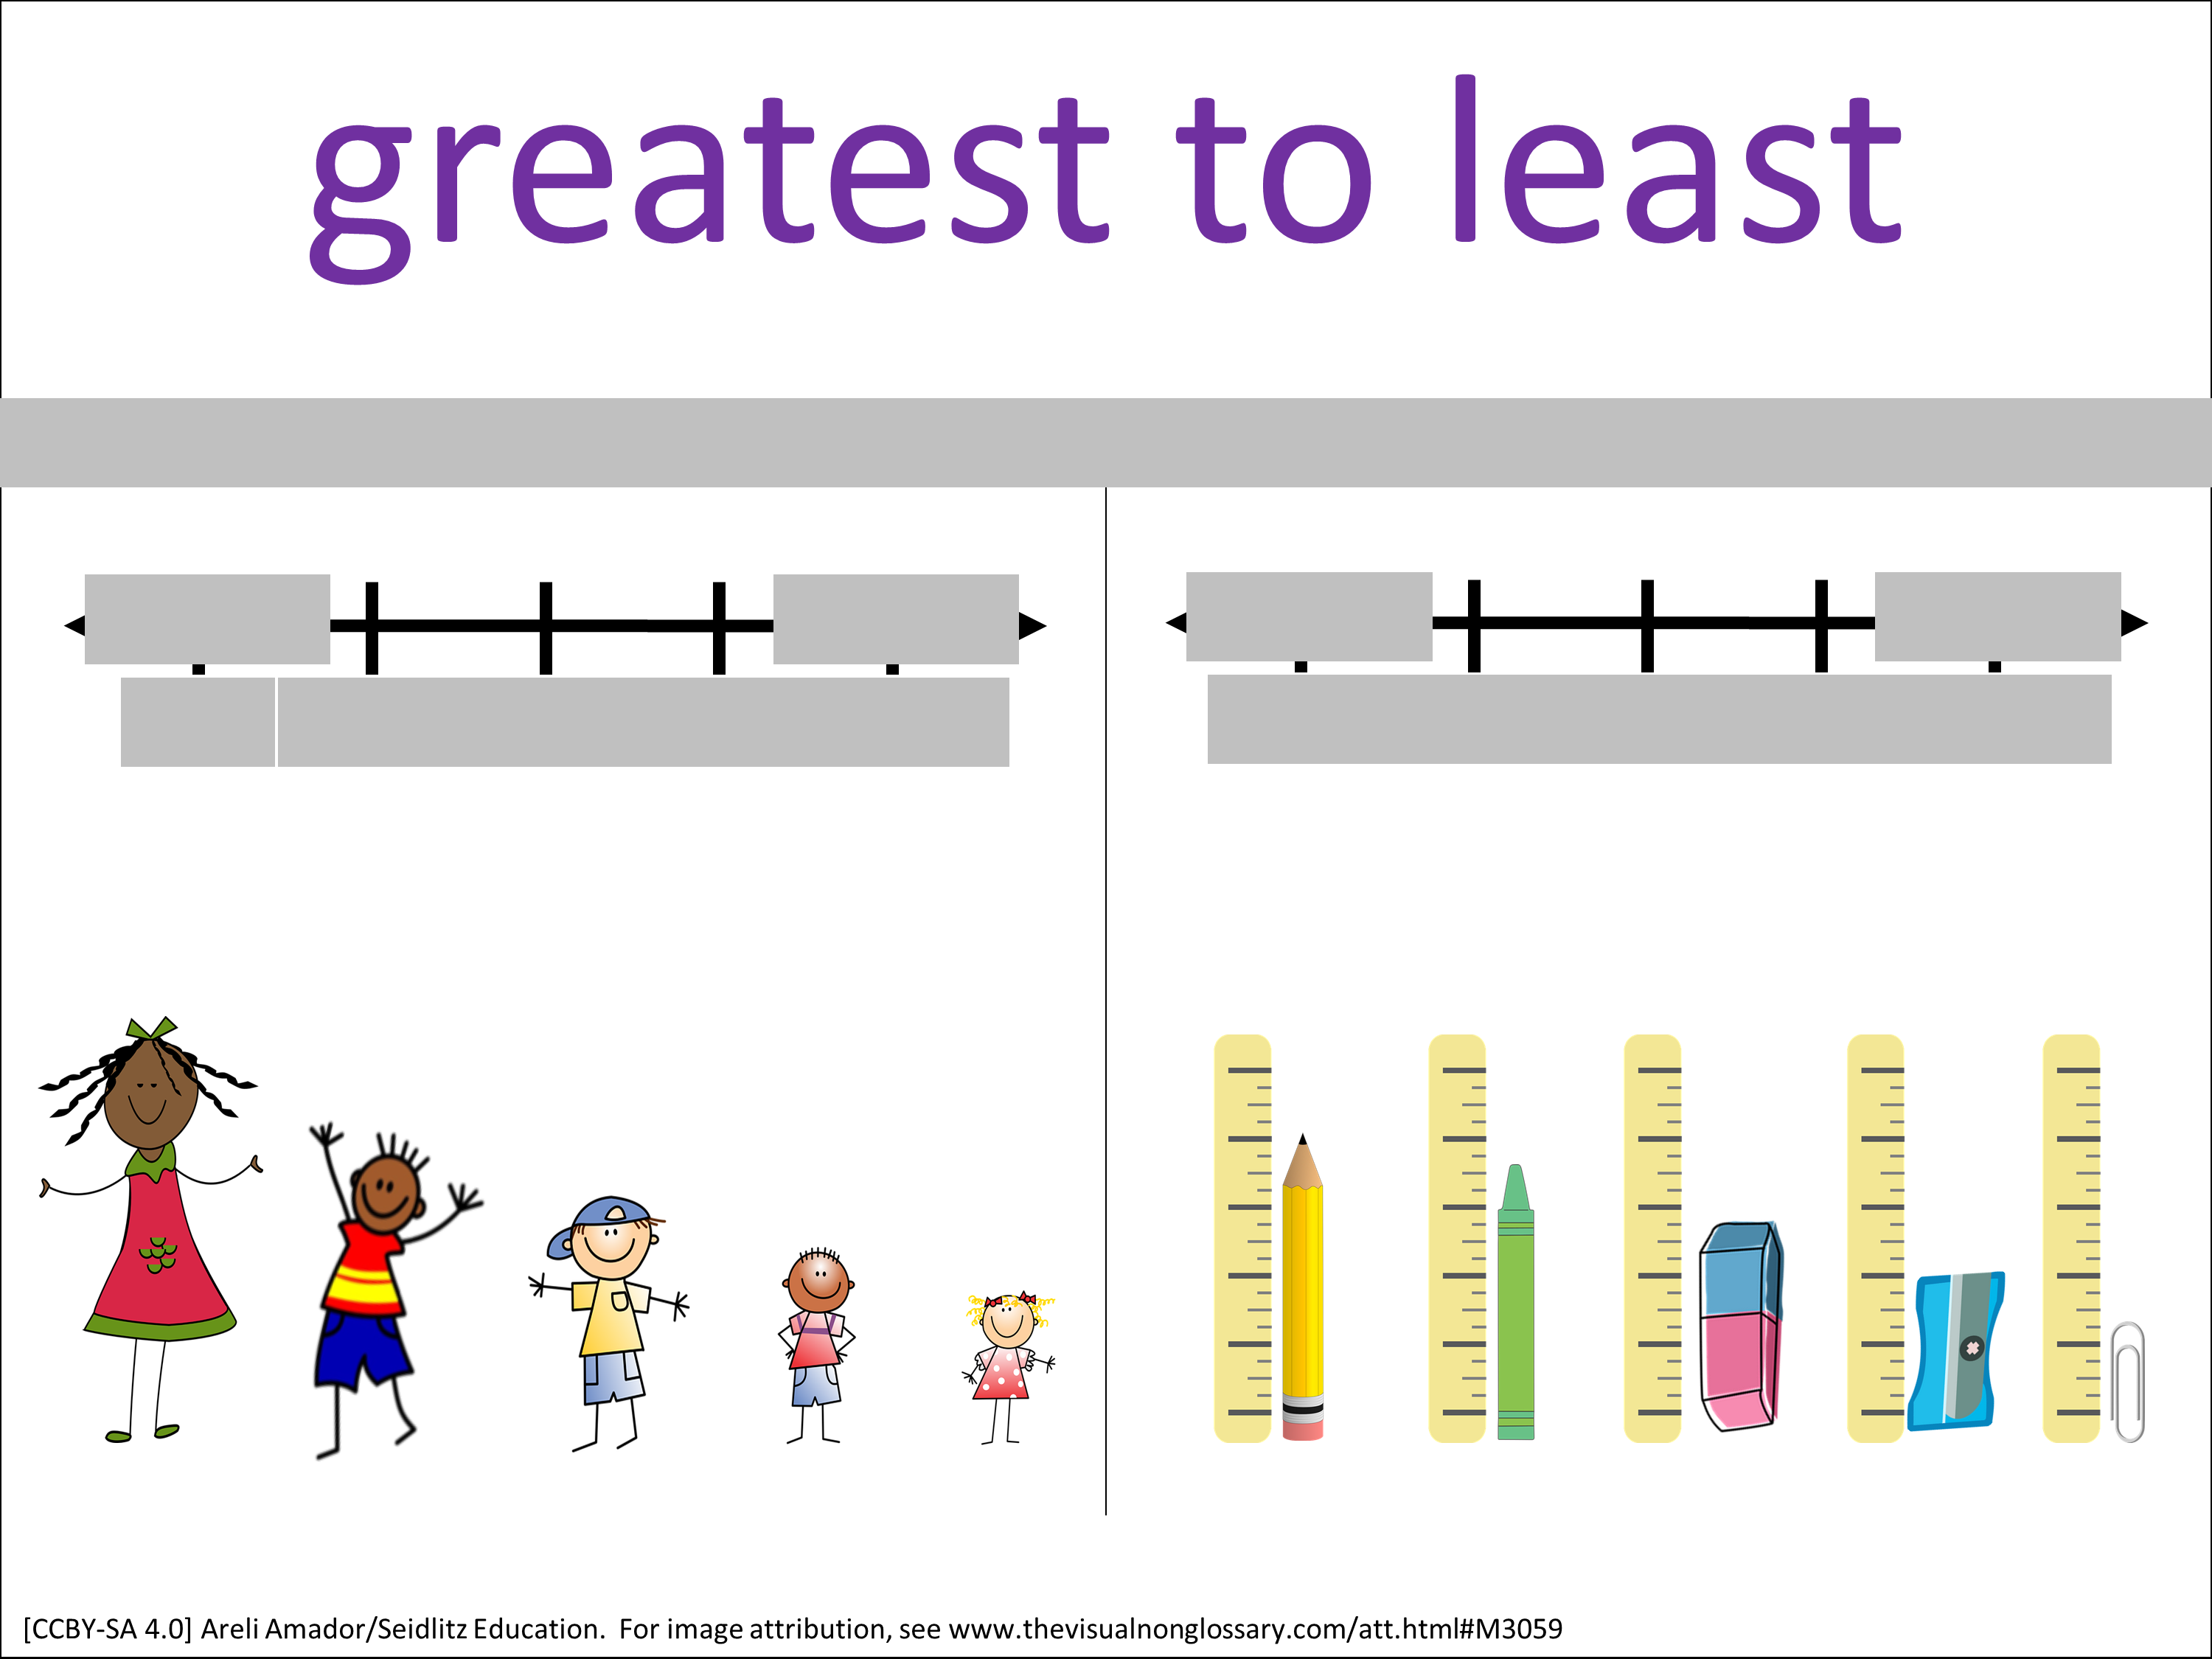 greatest to least
[CCBY-SA 4.0] Areli Amador/Seidlitz Education.  For image attribution, see www.thevisualnonglossary.com/att.html#M3059